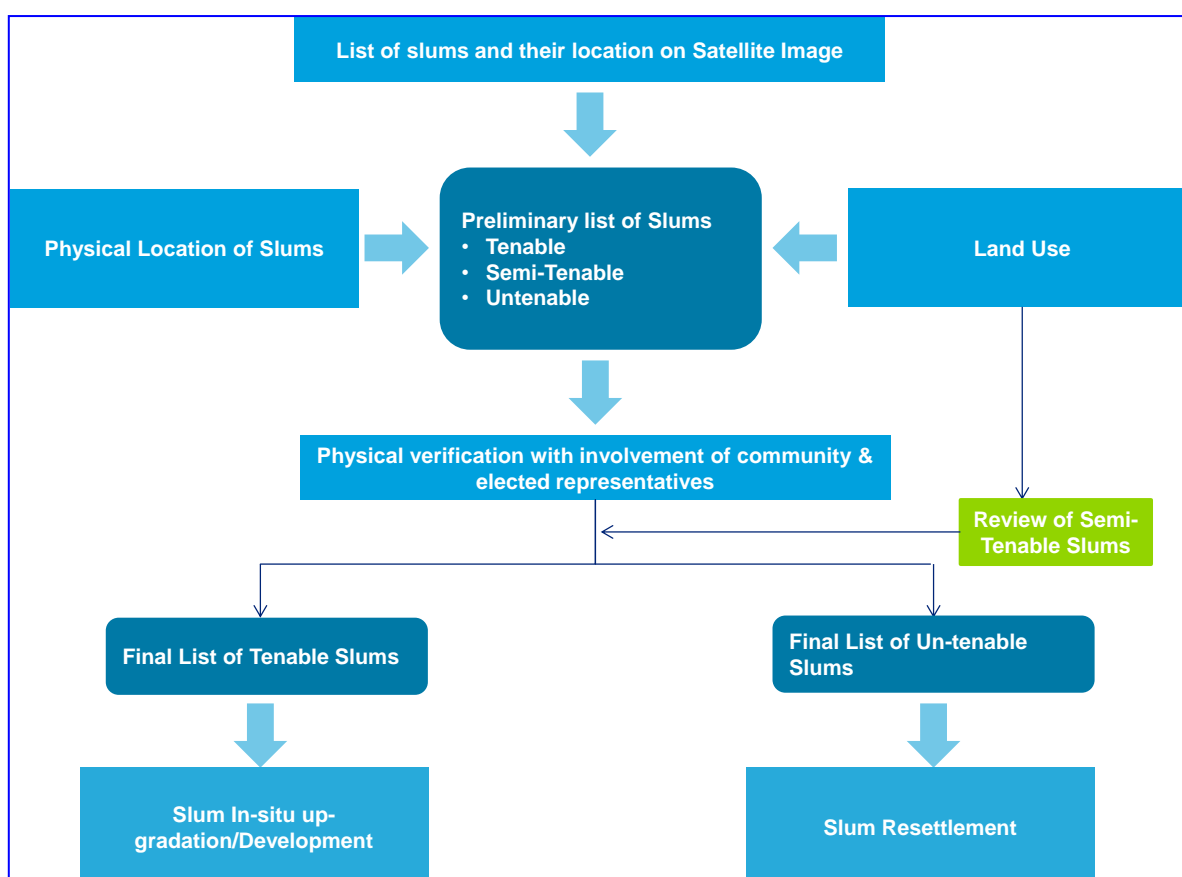 List of slums and their location on Satellite Image
Physical Location of Slums
Preliminary list of Slums
• Tenable
• Semi-Tenable
• Untenable
Land Use
Physical verification with involvement of community &
elected representatives
Review of Semi-
Tenable Slums
Final List of Tenable Slums
Final List of Un-tenable
Slums
Slum In-situ up-
gradation/Development
Slum Resettlement